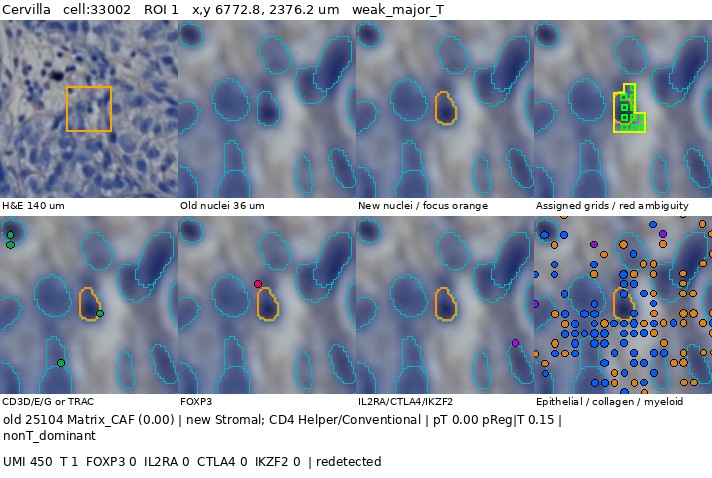 Cervilla cell:33002 ROI 1 x,y 6772.8, 2376.2 um weak_major_T
H&E 140 um
Old nuclei 36 um
New nuclei / focus orange
Assigned grids / red ambiguity
CD3D/E/G or TRAC
FOXP3
IL2RA/CTLA4/IKZF2
Epithelial / collagen / myeloid
old 25104 Matrix_CAF (0.00) | new Stromal; CD4 Helper/Conventional | pT 0.00 pReg|T 0.15 |
nonT_dominant
UMI 450 T 1 FOXP3 0 IL2RA 0 CTLA4 0 IKZF2 0 | redetected